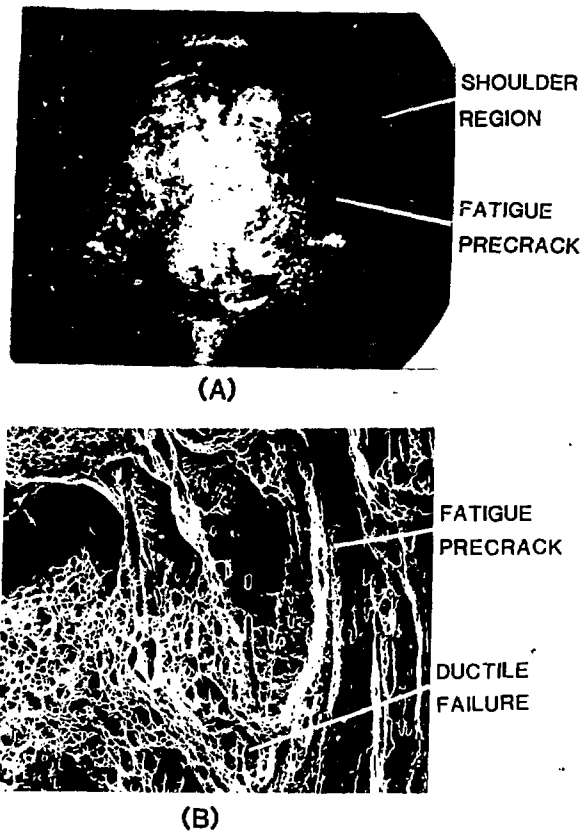 SHOULDER
REGION
FATIGUE
PRECRACK
(A)
FATIGUE
PRECRACK
DUCTILE
FAILURE
(B)